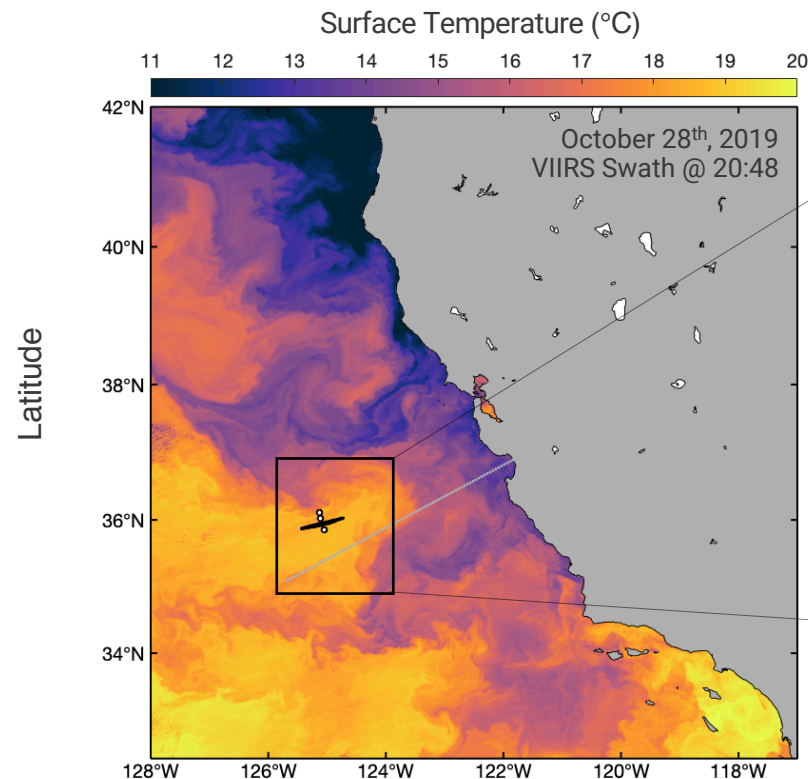 Surface Temperature (°C)
11 12 13 14 15 16 17 18 19 20
October 28th, 2019
VIIRS Swath @ 20:48
Latitude
42°N
40°N
38°N
36°N
34°N
128°W 126°W 124°W 122°W 120°W 118°W